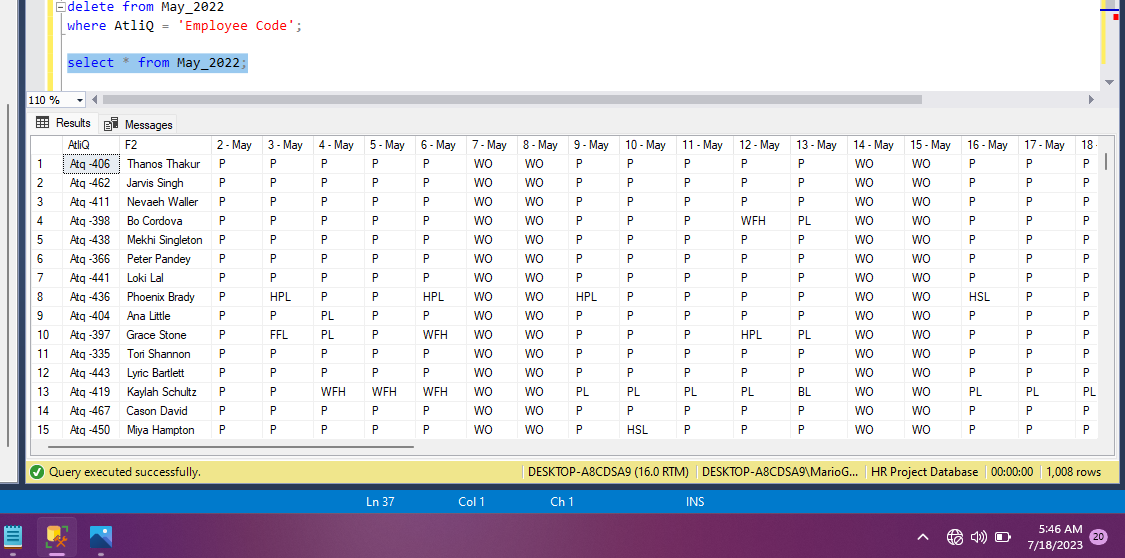 delete from May_2022
where AtliQ = 'Employee Code';
select * from May_2022;
110 %
Results Messages
AtliQ F2 2 - May 3 - May 4 - May 5 - May 6 - May 7 - May 8 - May 9 - May 10 - May 11 - May 12 - May 13 - May 14 - May 15 - May 16 - May 17 - May 18 -
1 Atq -406 Thanos Thakur P P P P P WO WO P P P P P WO WO P P P
2 Atq -462 Jarvis Singh P P P P P WO WO P P P P P WO WO P P P
3 Atq -411 Nevaeh Waller P P P P P WO WO P P P P P WO WO P P P
4 Atq -398 Bo Cordova P P P P P WO WO P P P WFH PL WO WO P P P
5 Atq -438 Mekhi Singleton P P P P P WO WO P P P P P WO WO P P P
6 Atq -366 Peter Pandey P P P P P WO WO P P P P P WO WO P P P
7 Atq -441 Loki Lal P P P P P WO WO P P P P P WO WO P P P
8 Atq -436 Phoenix Brady P HPL P P HPL WO WO HPL P P P P WO WO HSL P P
9 Atq -404 Ana Little P P PL P P WO WO P P P P P WO WO P P P
10 Atq -397 Grace Stone P FFL PL P WFH WO WO P P P HPL PL WO WO P P P
11 Atq -335 Tori Shannon P P P P P WO WO P P P P P WO WO P P P
12 Atq -443 Lyric Bartlett P P P P P WO WO P P P P P WO WO P P P
13 Atq -419 Kaylah Schultz P P WFH WFH WFH WO WO PL PL PL PL BL WO WO PL PL PL
14 Atq -467 Cason David P P P P P WO WO P P P P P WO WO P P P
15 Atq -450 Miya Hampton P P P P P WO WO P HSL P P P WO WO P P P
Query executed successfully. DESKTOP-A8CDSA9 (16.0 RTM) DESKTOP-A8CDSA9\MarioG... HR Project Database 00:00:00 1,008 rows
Ln 37 Col 1 Ch 1 INS
5:46 AM
7/18/2023 20